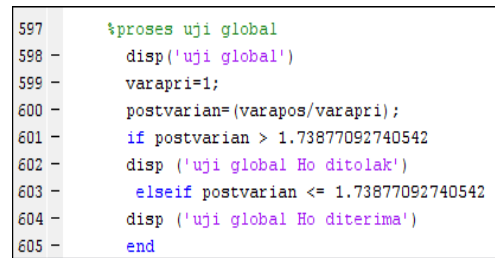 597 %proses uji global
598 - disp('uji global')
599 - varapri=1;
600 - postvarian=(varapos/varapri);
601 - if postvarian > 1.73877092740542
602 - disp ('uji global Ho ditolak')
603 - elseif postvarian <= 1.73877092740542
604 - disp ('uji global Ho diterima')
605 - end